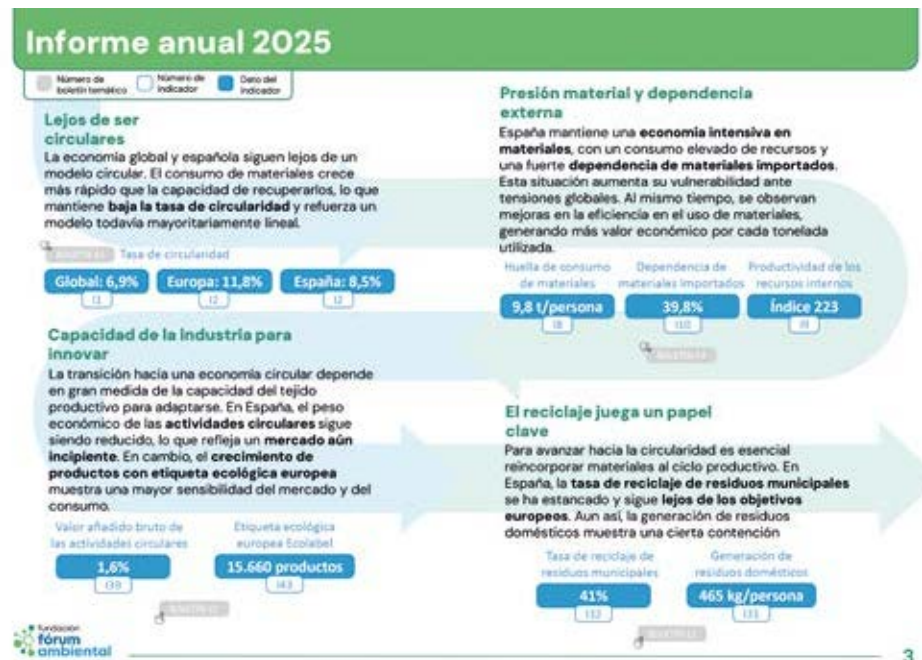 Informe anual 2025
Número de
boletín temático
Número de
indicador
Dato del
indicador
Lejos de ser
circulares
La economía global y española siguen lejos de un
modelo circular. El consumo de materiales crece
más rápido que la capacidad de recuperarlos, lo que
mantiene baja la tasa de circularidad y refuerza un
modelo todavía mayoritariamente lineal.
Tasa de circularidad
Global: 6,9%
Europa: 11,8%
España: 8,5%
I1
I2
I2
Capacidad de la industria para
innovar
La transición hacia una economía circular depende
en gran medida de la capacidad del tejido
productivo para adaptarse. En España, el peso
económico de las actividades circulares sigue
siendo reducido, lo que refleja un mercado aún
incipiente. En cambio, el crecimiento de
productos con etiqueta ecológica europea
muestra una mayor sensibilidad del mercado y del
consumo.
Valor añadido bruto de
las actividades circulares
Etiqueta ecológica
europea Ecolabel
1,6%
15.660 productos
I39
I43
Presión material y dependencia
externa
España mantiene una economía intensiva en
materiales, con un consumo elevado de recursos y
una fuerte dependencia de materiales importados.
Esta situación aumenta su vulnerabilidad ante
tensiones globales. Al mismo tiempo, se observan
mejoras en la eficiencia en el uso de materiales,
generando más valor económico por cada tonelada
utilizada.
Huella de consumo
de materiales
Dependencia de
materiales importados
Productividad de los
recursos internos
9,8 t/persona
39,8%
Índice 223
I8
I10
I9
El reciclaje juega un papel
clave
Para avanzar hacia la circularidad es esencial
reincorporar materiales al ciclo productivo. En
España, la tasa de reciclaje de residuos municipales
se ha estancado y sigue lejos de los objetivos
europeos. Aun así, la generación de residuos
domésticos muestra una cierta contención
Tasa de reciclaje de
residuos municipales
Generación de
residuos domésticos
41%
465 kg/persona
I32
I31
fundación
fórum
ambiental
3